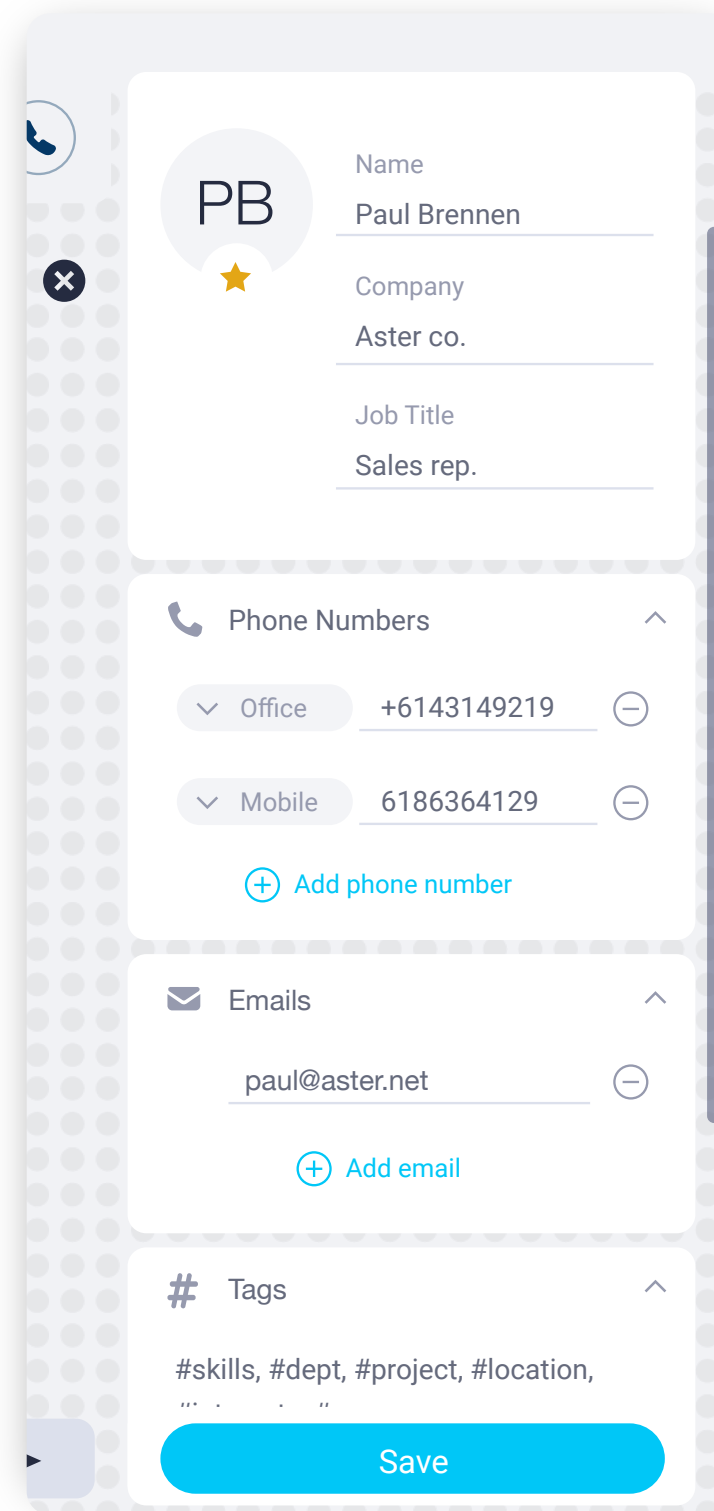 PB
Name
Paul Brennen
Company
Aster co.
Job Title
Sales rep.
Phone Numbers
Office +6143149219
Mobile 6186364129
Add phone number
Emails
paul@aster.net
Add email
# Tags
#skills, #dept, #project, #location,
Save